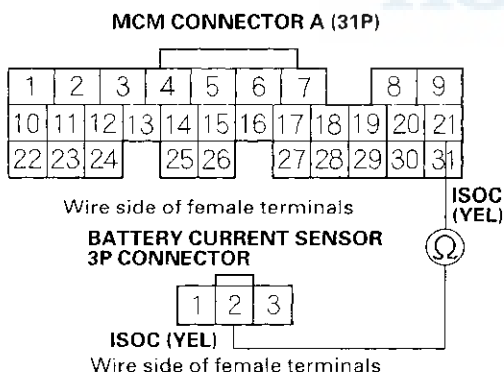 MCM CONNECTOR A (31P)
1 2 3 4 5 6 7 8 9
10 11 12 13 14 15 16 17 18 19 20 21
22 23 24 25 26 27 28 29 30 31
Wire side of female terminals
ISOC
(YEL)
BATTERY CURRENT SENSOR
3P CONNECTOR
Ω
1 2 3
ISOC (YEL)
Wire side of female terminals